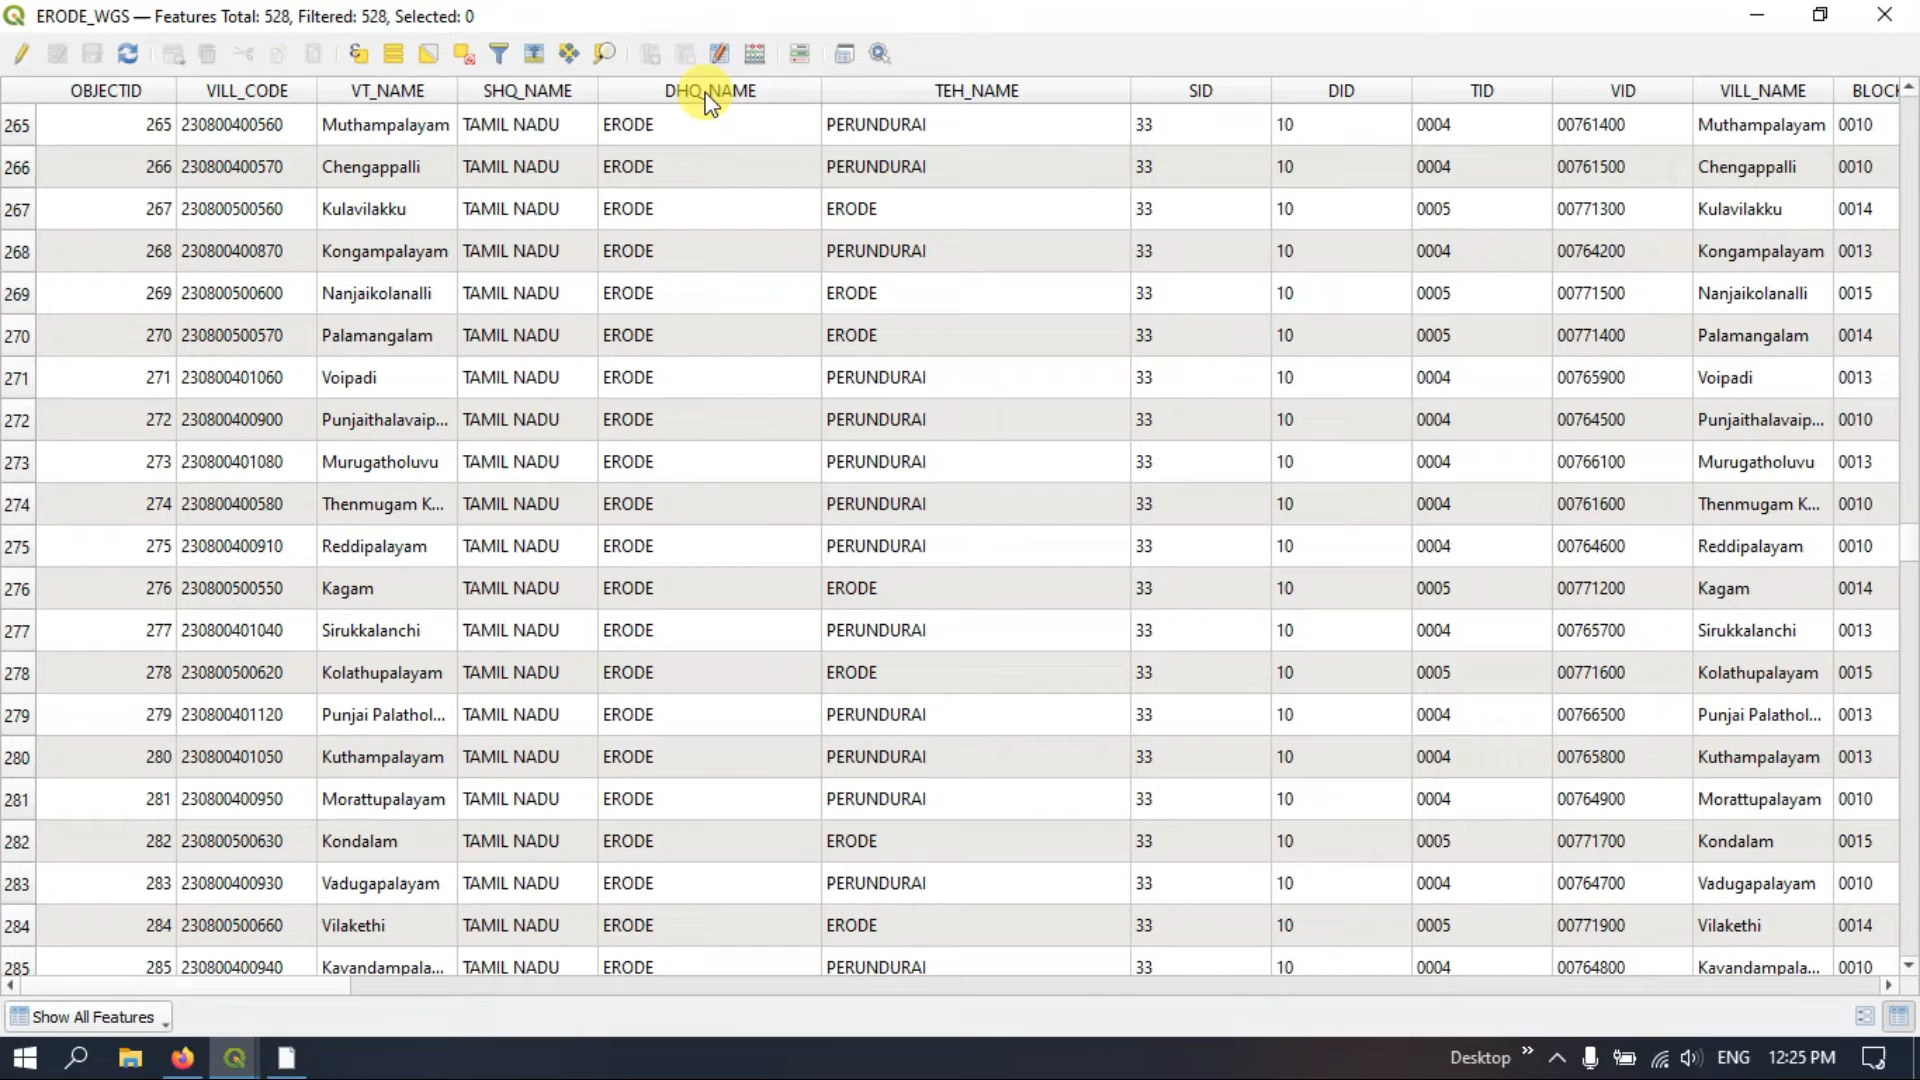 ERODE_WGS — Features Total: 528, Filtered: 528, Selected: 0
OBJECTID VILL_CODE VT_NAME SHQ_NAME DHQ_NAME TEH_NAME SID DID TID VID VILL_NAME BLOCK
265 265 230800400560 Muthampalayam TAMIL NADU ERODE PERUNDURAI 33 10 0004 00761400 Muthampalayam 0010
266 266 230800400570 Chengappalli TAMIL NADU ERODE PERUNDURAI 33 10 0004 00761500 Chengappalli 0010
267 267 230800500560 Kulavilakku TAMIL NADU ERODE ERODE 33 10 0005 00771300 Kulavilakku 0014
268 268 230800400870 Kongampalayam TAMIL NADU ERODE PERUNDURAI 33 10 0004 00764200 Kongampalayam 0013
269 269 230800500600 Nanjaikolanalli TAMIL NADU ERODE ERODE 33 10 0005 00771500 Nanjaikolanalli 0015
270 270 230800500570 Palamangalam TAMIL NADU ERODE ERODE 33 10 0005 00771400 Palamangalam 0014
271 271 230800401060 Voipadi TAMIL NADU ERODE PERUNDURAI 33 10 0004 00765900 Voipadi 0013
272 272 230800400900 Punjaithalavaip... TAMIL NADU ERODE PERUNDURAI 33 10 0004 00764500 Punjaithalavaip... 0010
273 273 230800401080 Murugatholuvu TAMIL NADU ERODE PERUNDURAI 33 10 0004 00766100 Murugatholuvu 0013
274 274 230800400580 Thenmugam K... TAMIL NADU ERODE PERUNDURAI 33 10 0004 00761600 Thenmugam K... 0010
275 275 230800400910 Reddipalayam TAMIL NADU ERODE PERUNDURAI 33 10 0004 00764600 Reddipalayam 0010
276 276 230800500550 Kagam TAMIL NADU ERODE ERODE 33 10 0005 00771200 Kagam 0014
277 277 230800401040 Sirukkalanchi TAMIL NADU ERODE PERUNDURAI 33 10 0004 00765700 Sirukkalanchi 0013
278 278 230800500620 Kolathupalayam TAMIL NADU ERODE ERODE 33 10 0005 00771600 Kolathupalayam 0015
279 279 230800401120 Punjai Palathol... TAMIL NADU ERODE PERUNDURAI 33 10 0004 00766500 Punjai Palathol... 0013
280 280 230800401050 Kuthampalayam TAMIL NADU ERODE PERUNDURAI 33 10 0004 00765800 Kuthampalayam 0013
281 281 230800400950 Morattupalayam TAMIL NADU ERODE PERUNDURAI 33 10 0004 00764900 Morattupalayam 0010
282 282 230800500630 Kondalam TAMIL NADU ERODE ERODE 33 10 0005 00771700 Kondalam 0015
283 283 230800400930 Vadugapalayam TAMIL NADU ERODE PERUNDURAI 33 10 0004 00764700 Vadugapalayam 0010
284 284 230800500660 Vilakethi TAMIL NADU ERODE ERODE 33 10 0005 00771900 Vilakethi 0014
285 285 230800400940 Kavandampala... TAMIL NADU ERODE PERUNDURAI 33 10 0004 00764800 Kavandampala... 0010
Show All Features
Desktop » ENG 12:25 PM